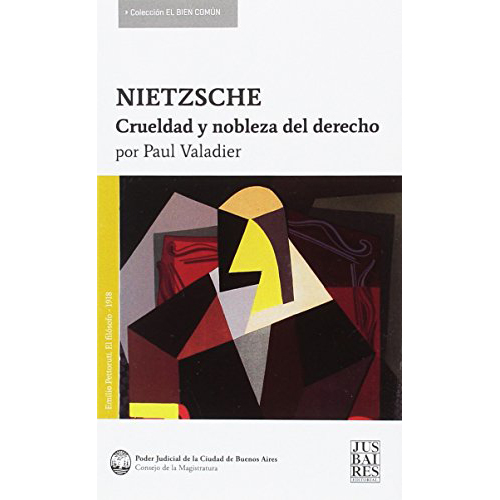 • Colección EL BIEN COMÚN
NIETZSCHE
Crueldad y nobleza del derecho
por Paul Valadier
Emilio Pettoruti. El filósofo - 1918
Poder Judicial de la Ciudad de Buenos Aires
Consejo de la Magistratura
JUS
BAI
RES
EDITORIAL